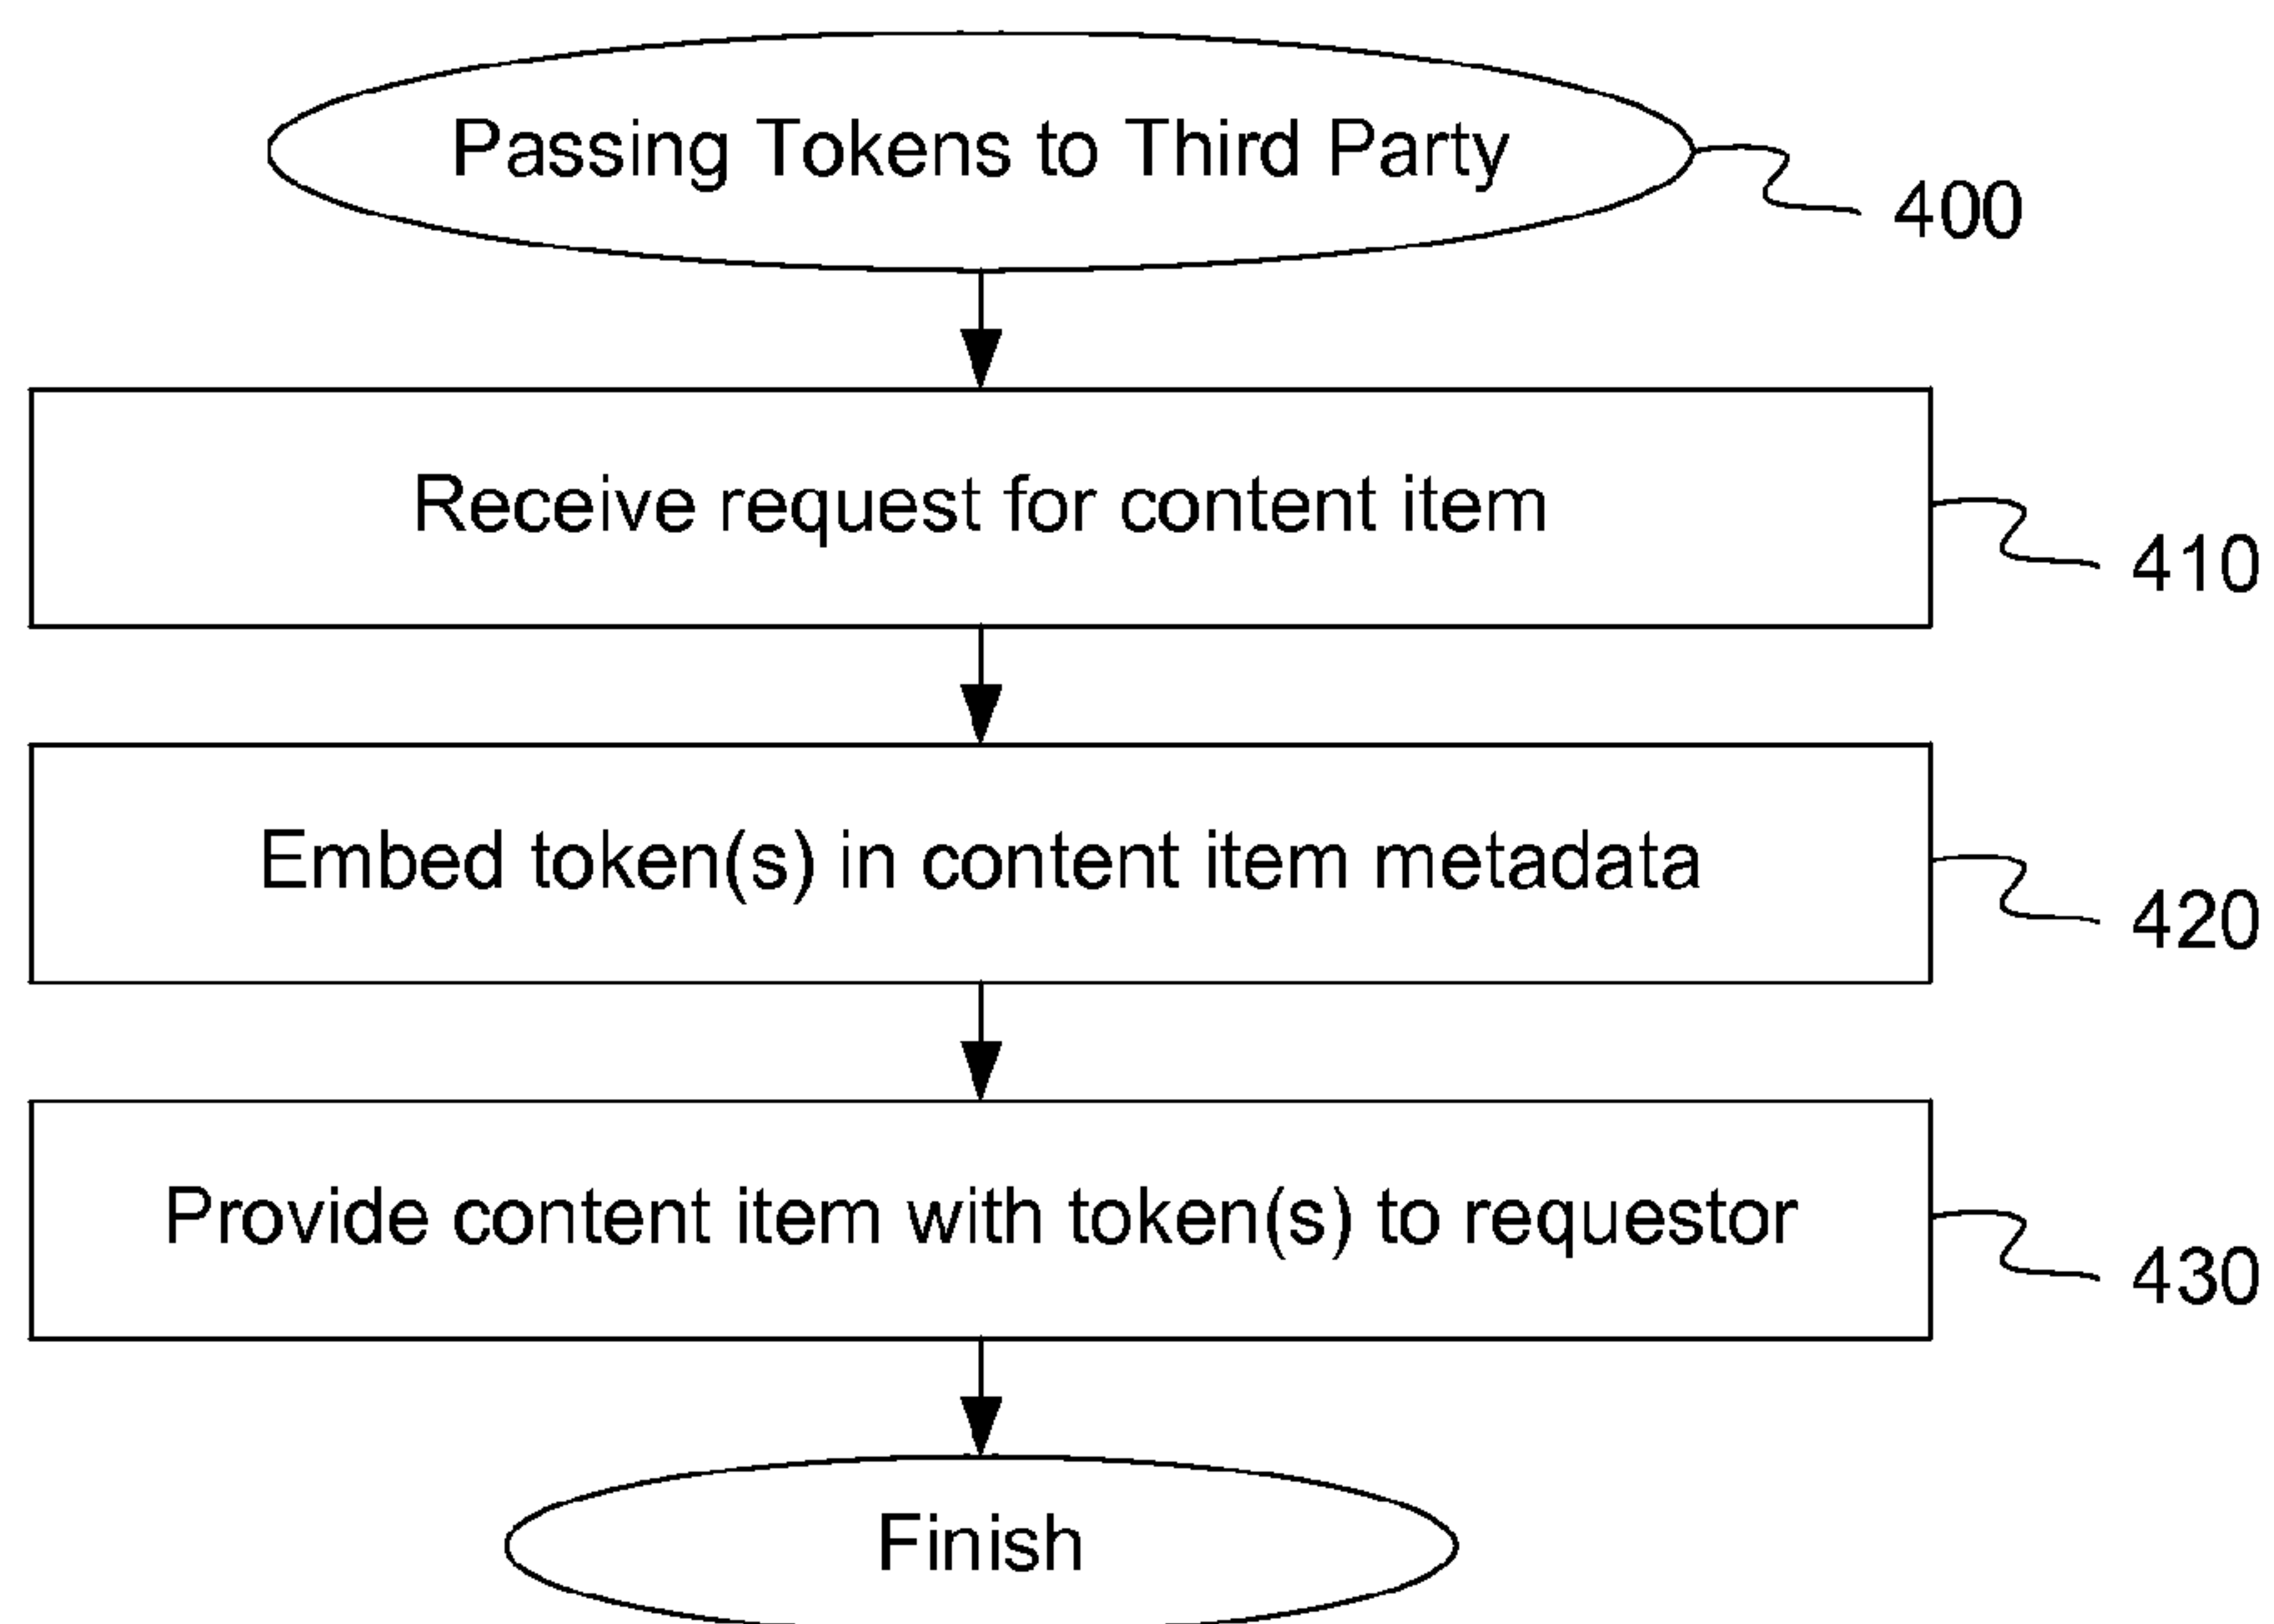 Passing Tokens to Third Party
400
Receive request for content item
410
Embed token(s) in content item metadata
420
Provide content item with token(s) to requestor
430
Finish